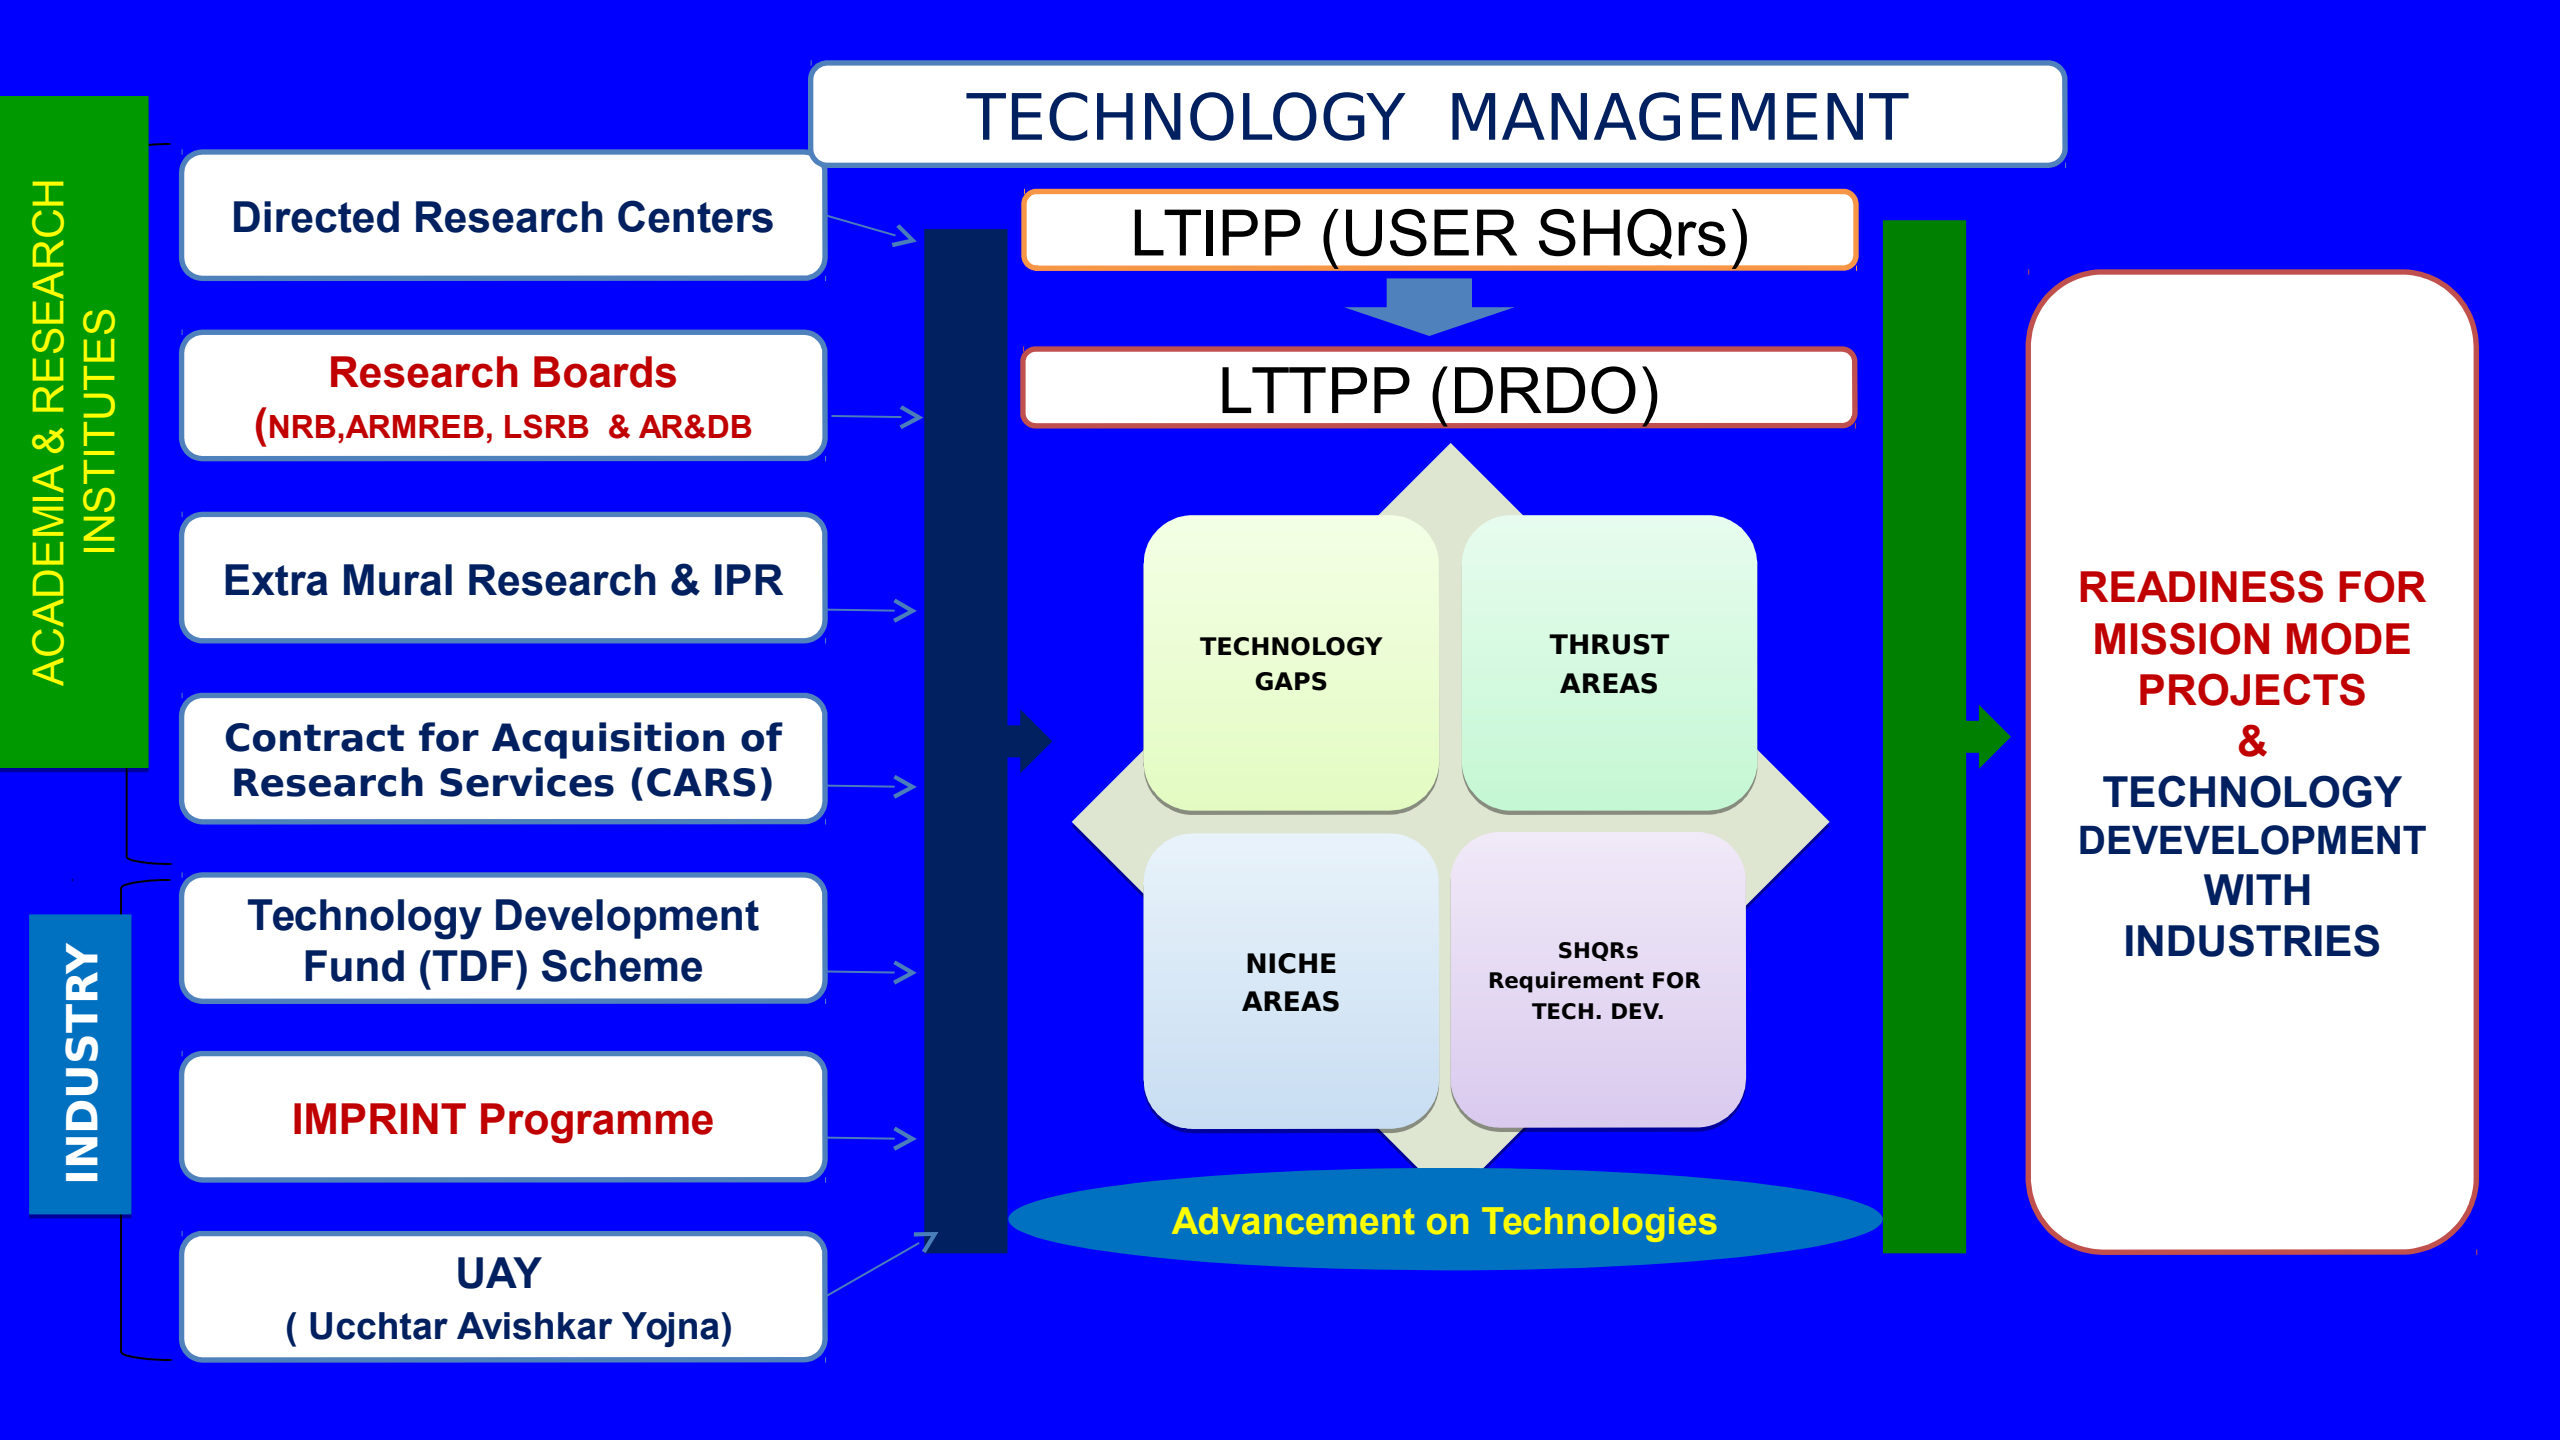 TECHNOLOGY MANAGEMENT
ACADEMIA & RESEARCH
INSTITUTES
INDUSTRY
Directed Research Centers
Research Boards
(NRB,ARMREB, LSRB & AR&DB
Extra Mural Research & IPR
Contract for Acquisition of
Research Services (CARS)
Technology Development
Fund (TDF) Scheme
IMPRINT Programme
UAY
( Ucchtar Avishkar Yojna)
LTIPP (USER SHQrs)
LTTPP (DRDO)
TECHNOLOGY
GAPS
THRUST
AREAS
NICHE
AREAS
SHQRs
Requirement FOR
TECH. DEV.
Advancement on Technologies
READINESS FOR
MISSION MODE
PROJECTS
&
TECHNOLOGY
DEVEVELOPMENT
WITH
INDUSTRIES